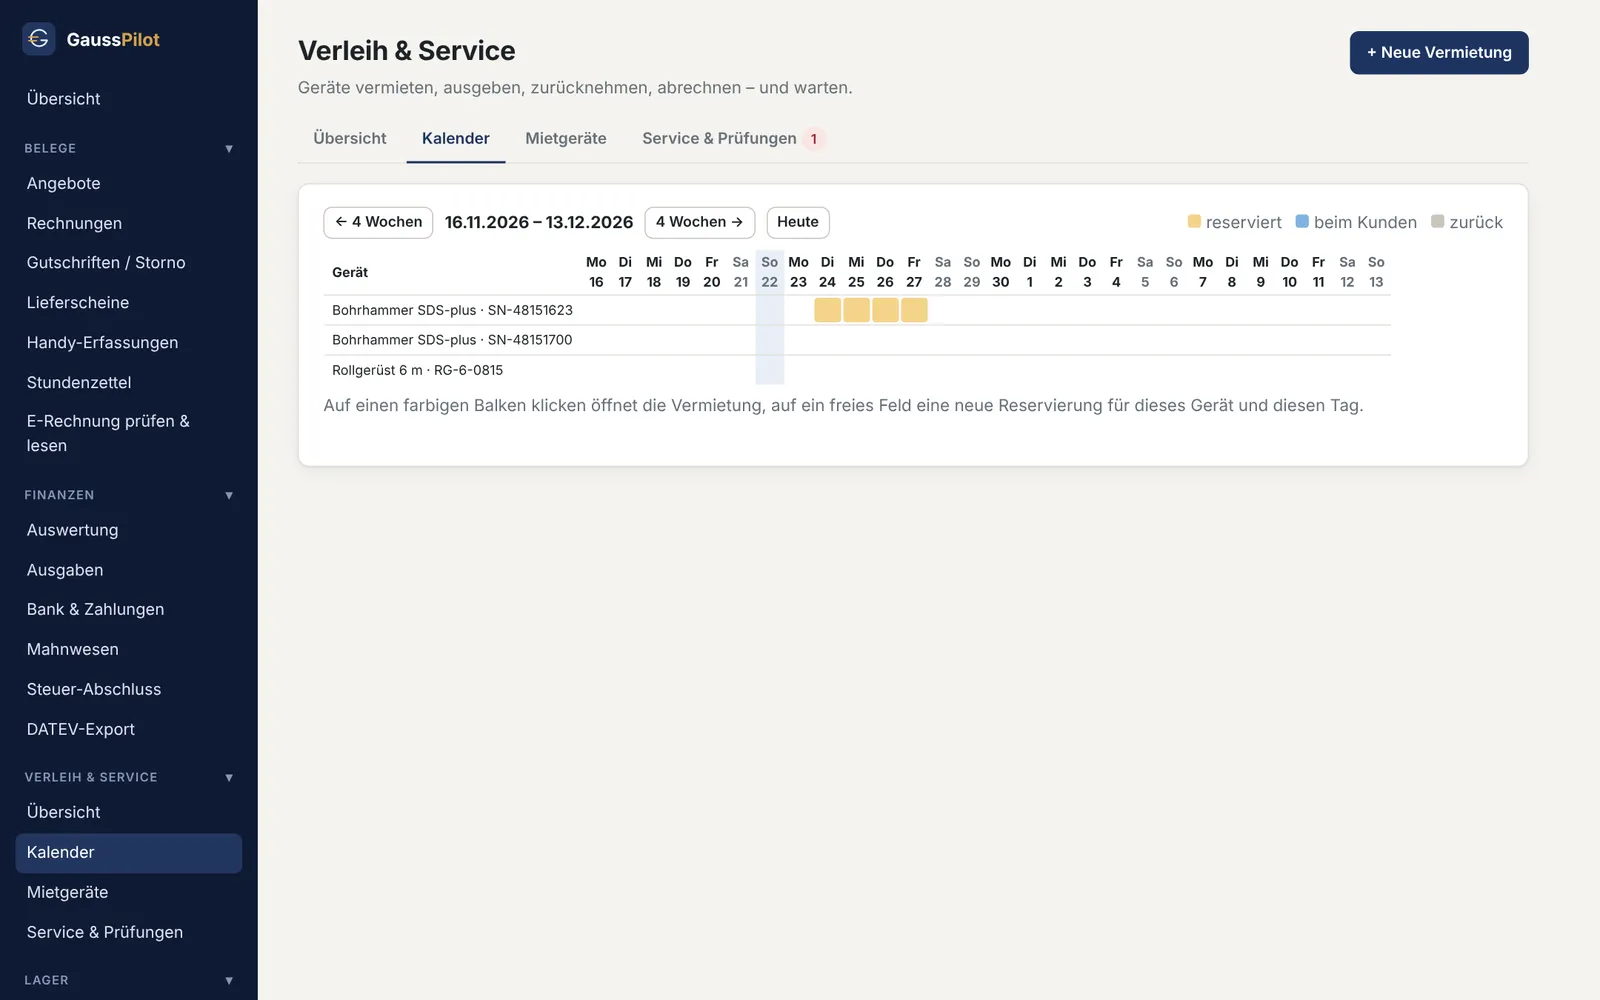 GaussPilot
Übersicht
BELEGE ▼
Angebote
Rechnungen
Gutschriften / Storno
Lieferscheine
Handy-Erfassungen
Stundenzettel
E-Rechnung prüfen &
lesen
FINANZEN ▼
Auswertung
Ausgaben
Bank & Zahlungen
Mahnwesen
Steuer-Abschluss
DATEV-Export
VERLEIH & SERVICE ▼
Übersicht
Kalender
Mietgeräte
Service & Prüfungen
LAGER ▼
Verleih & Service
+ Neue Vermietung
Geräte vermieten, ausgeben, zurücknehmen, abrechnen – und warten.
Übersicht Kalender Mietgeräte Service & Prüfungen 1
← 4 Wochen 16.11.2026 – 13.12.2026 4 Wochen → Heute reserviert beim Kunden zurück
Mo Di Mi Do Fr Sa So Mo Di Mi Do Fr Sa So Mo Di Mi Do Fr Sa So Mo Di Mi Do Fr Sa So
Gerät
16 17 18 19 20 21 22 23 24 25 26 27 28 29 30 1 2 3 4 5 6 7 8 9 10 11 12 13
Bohrhammer SDS-plus · SN-48151623
Bohrhammer SDS-plus · SN-48151700
Rollgerüst 6 m · RG-6-0815
Auf einen farbigen Balken klicken öffnet die Vermietung, auf ein freies Feld eine neue Reservierung für dieses Gerät und diesen Tag.